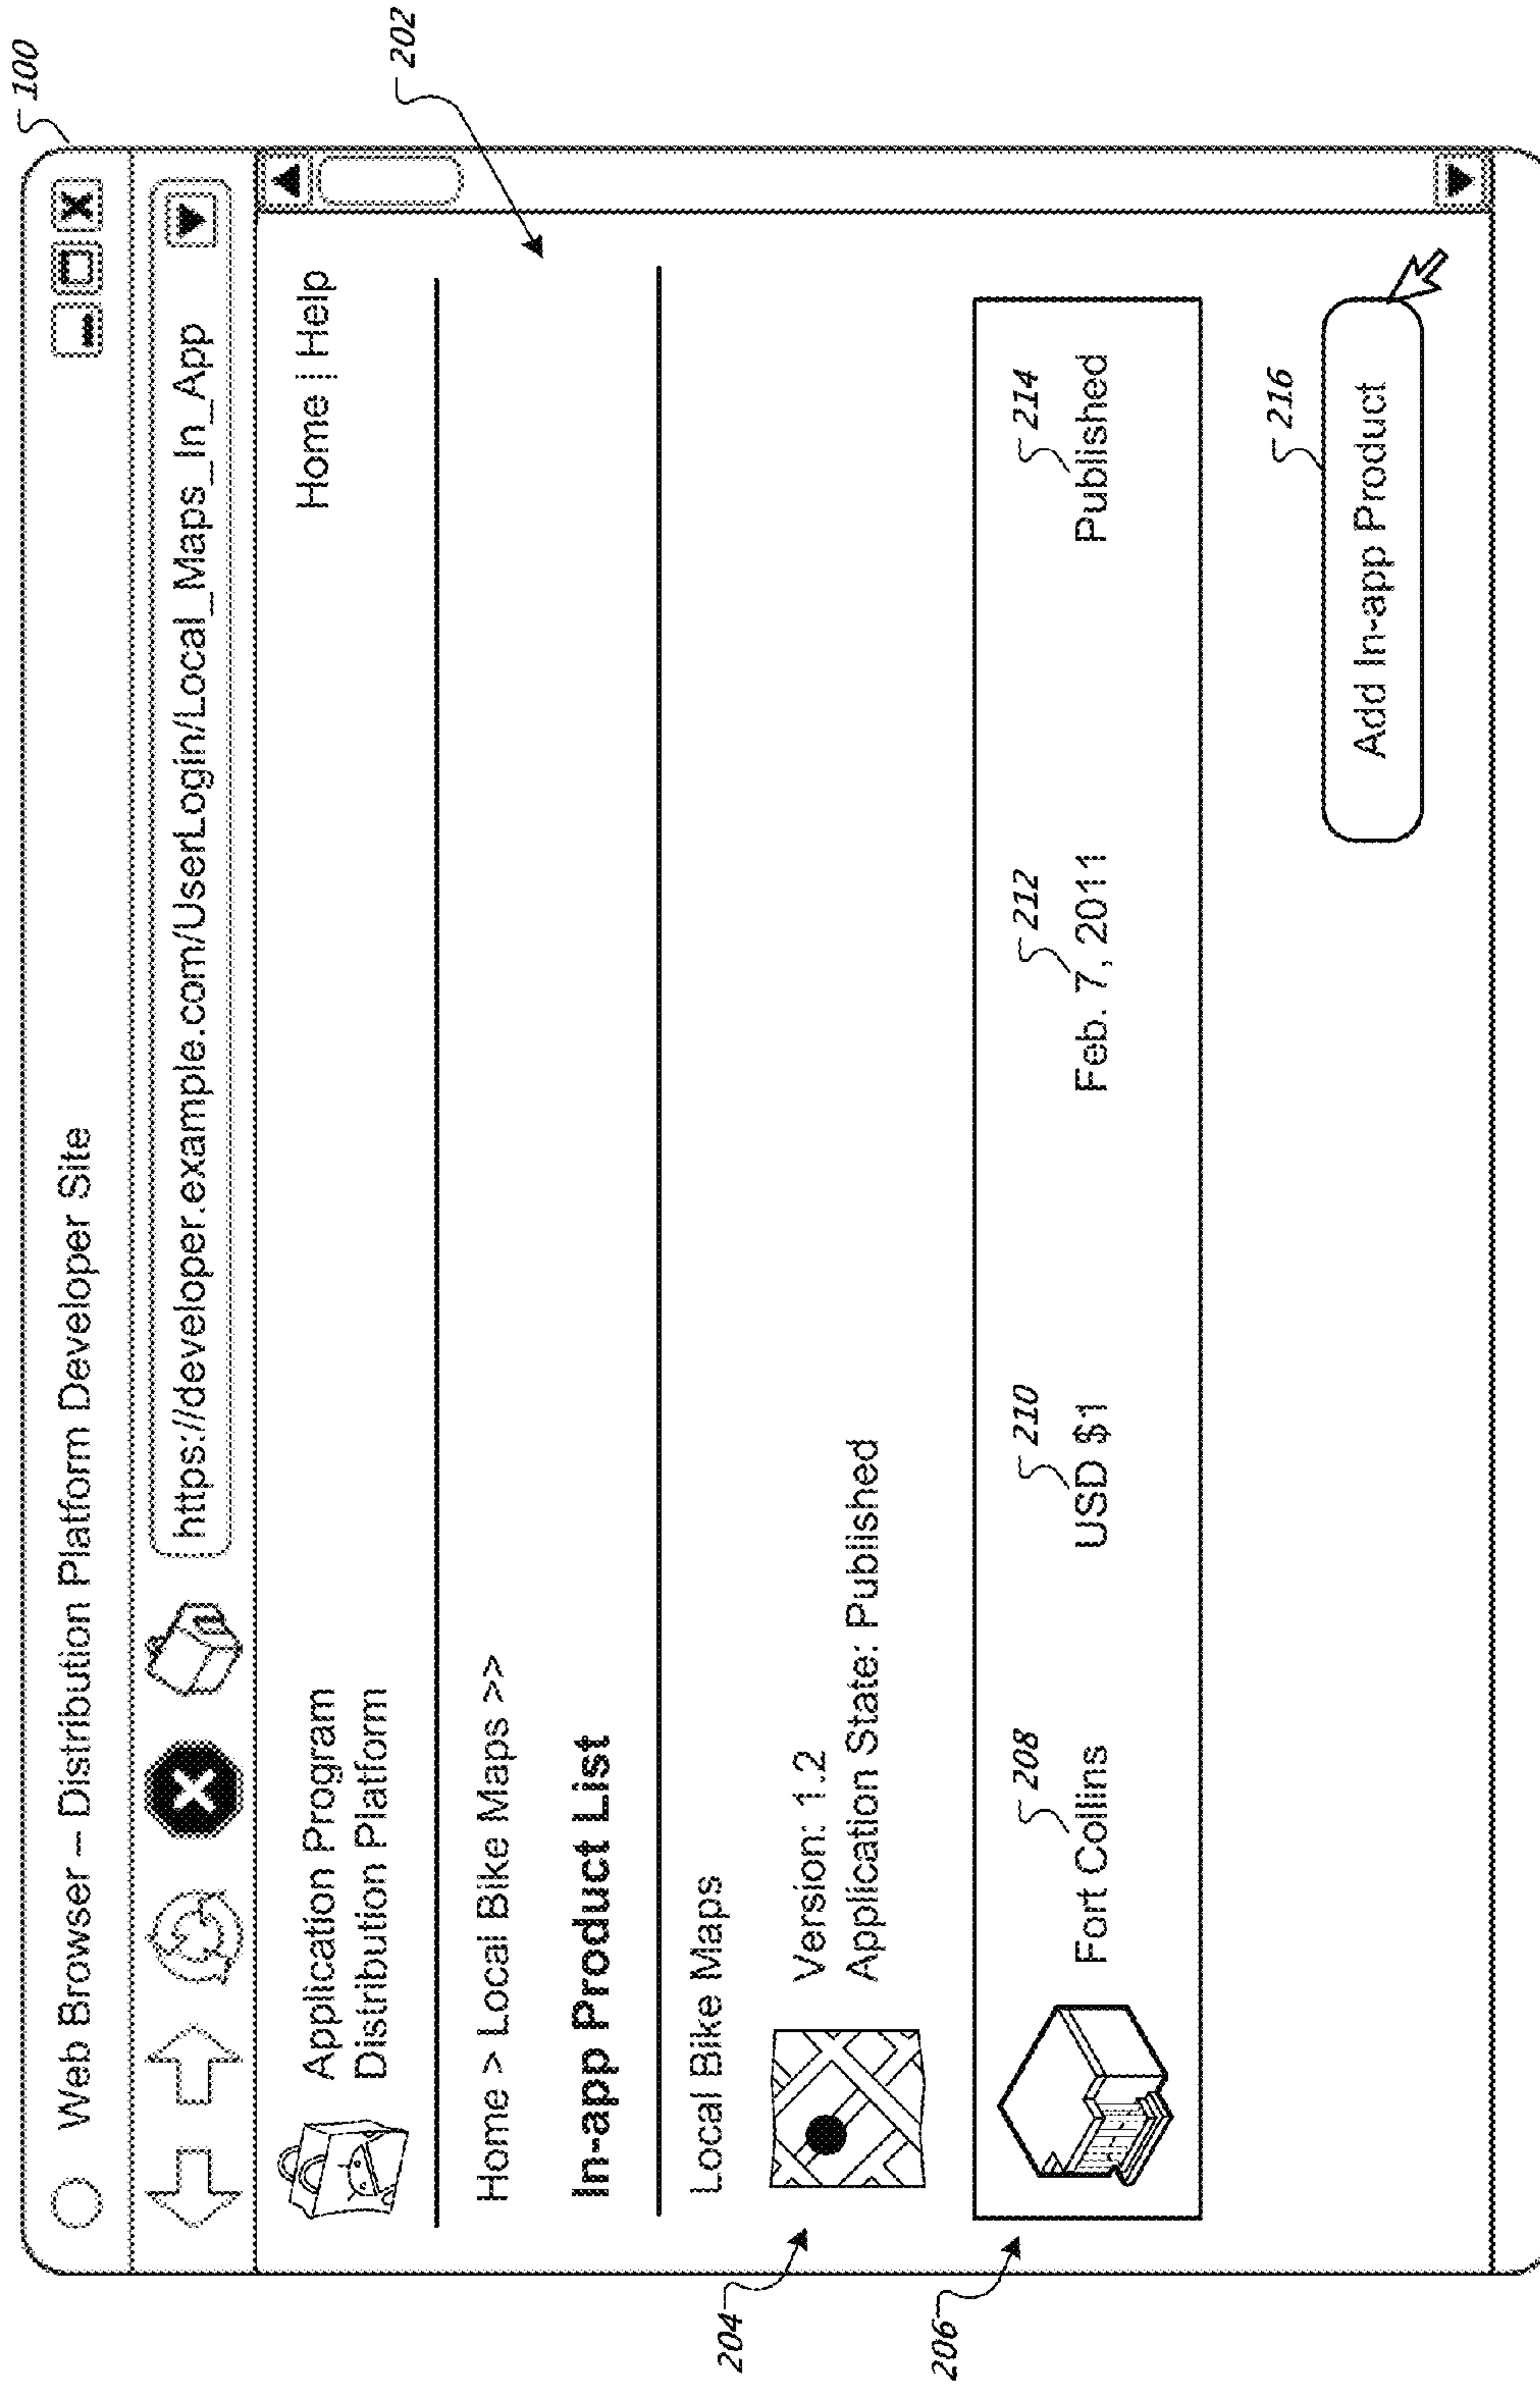 100
Web Browser – Distribution Platform Developer Site
https://developer.example.com/UserLogin/Local_Maps_In_App
Application Program
Distribution Platform
Home | Help
202
Home > Local Bike Maps >>
In-app Product List
Local Bike Maps
204
Version: 1.2
Application State: Published
206
208
210
212
214
Fort Collins
USD $1
Feb. 7, 2011
Published
216
Add In-app Product